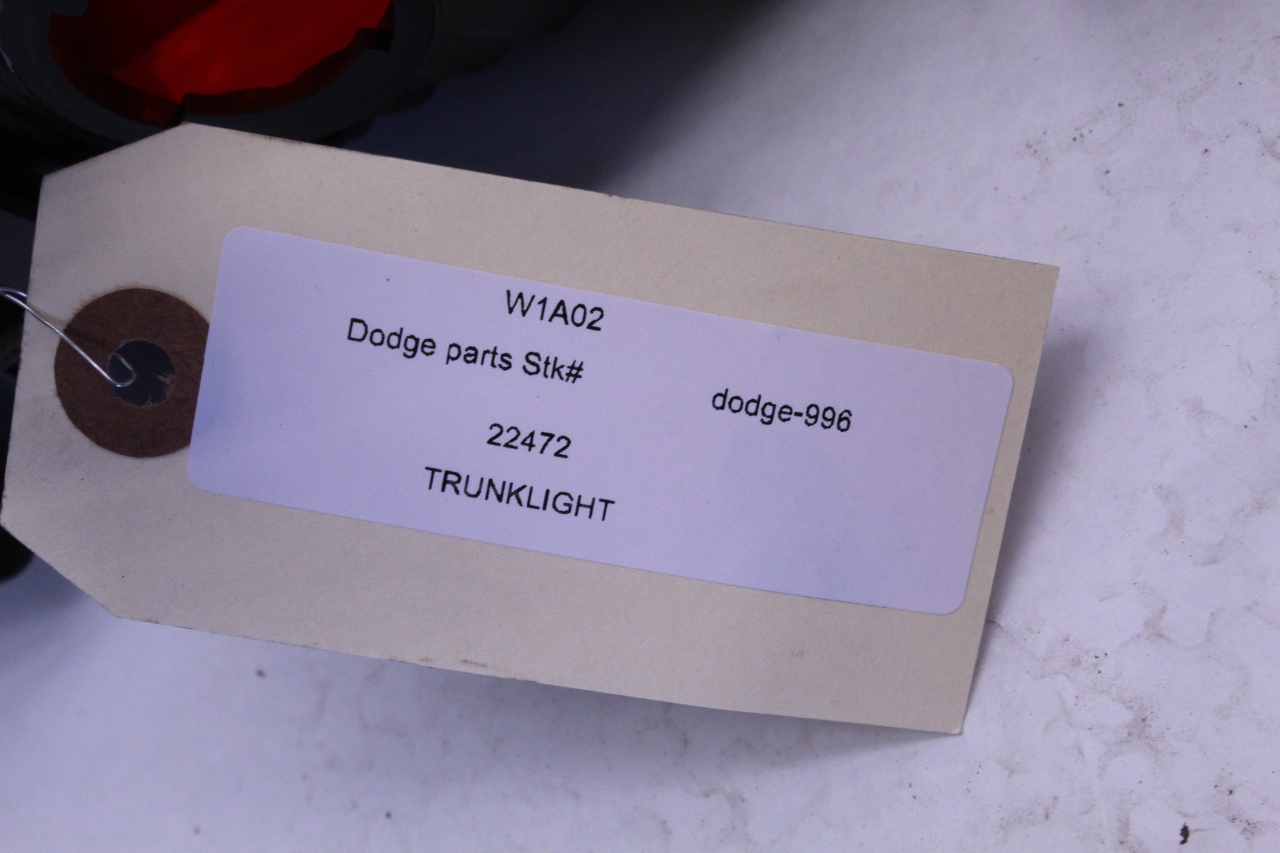 W1A02
Dodge parts Stk#
dodge-996
22472
TRUNKLIGHT